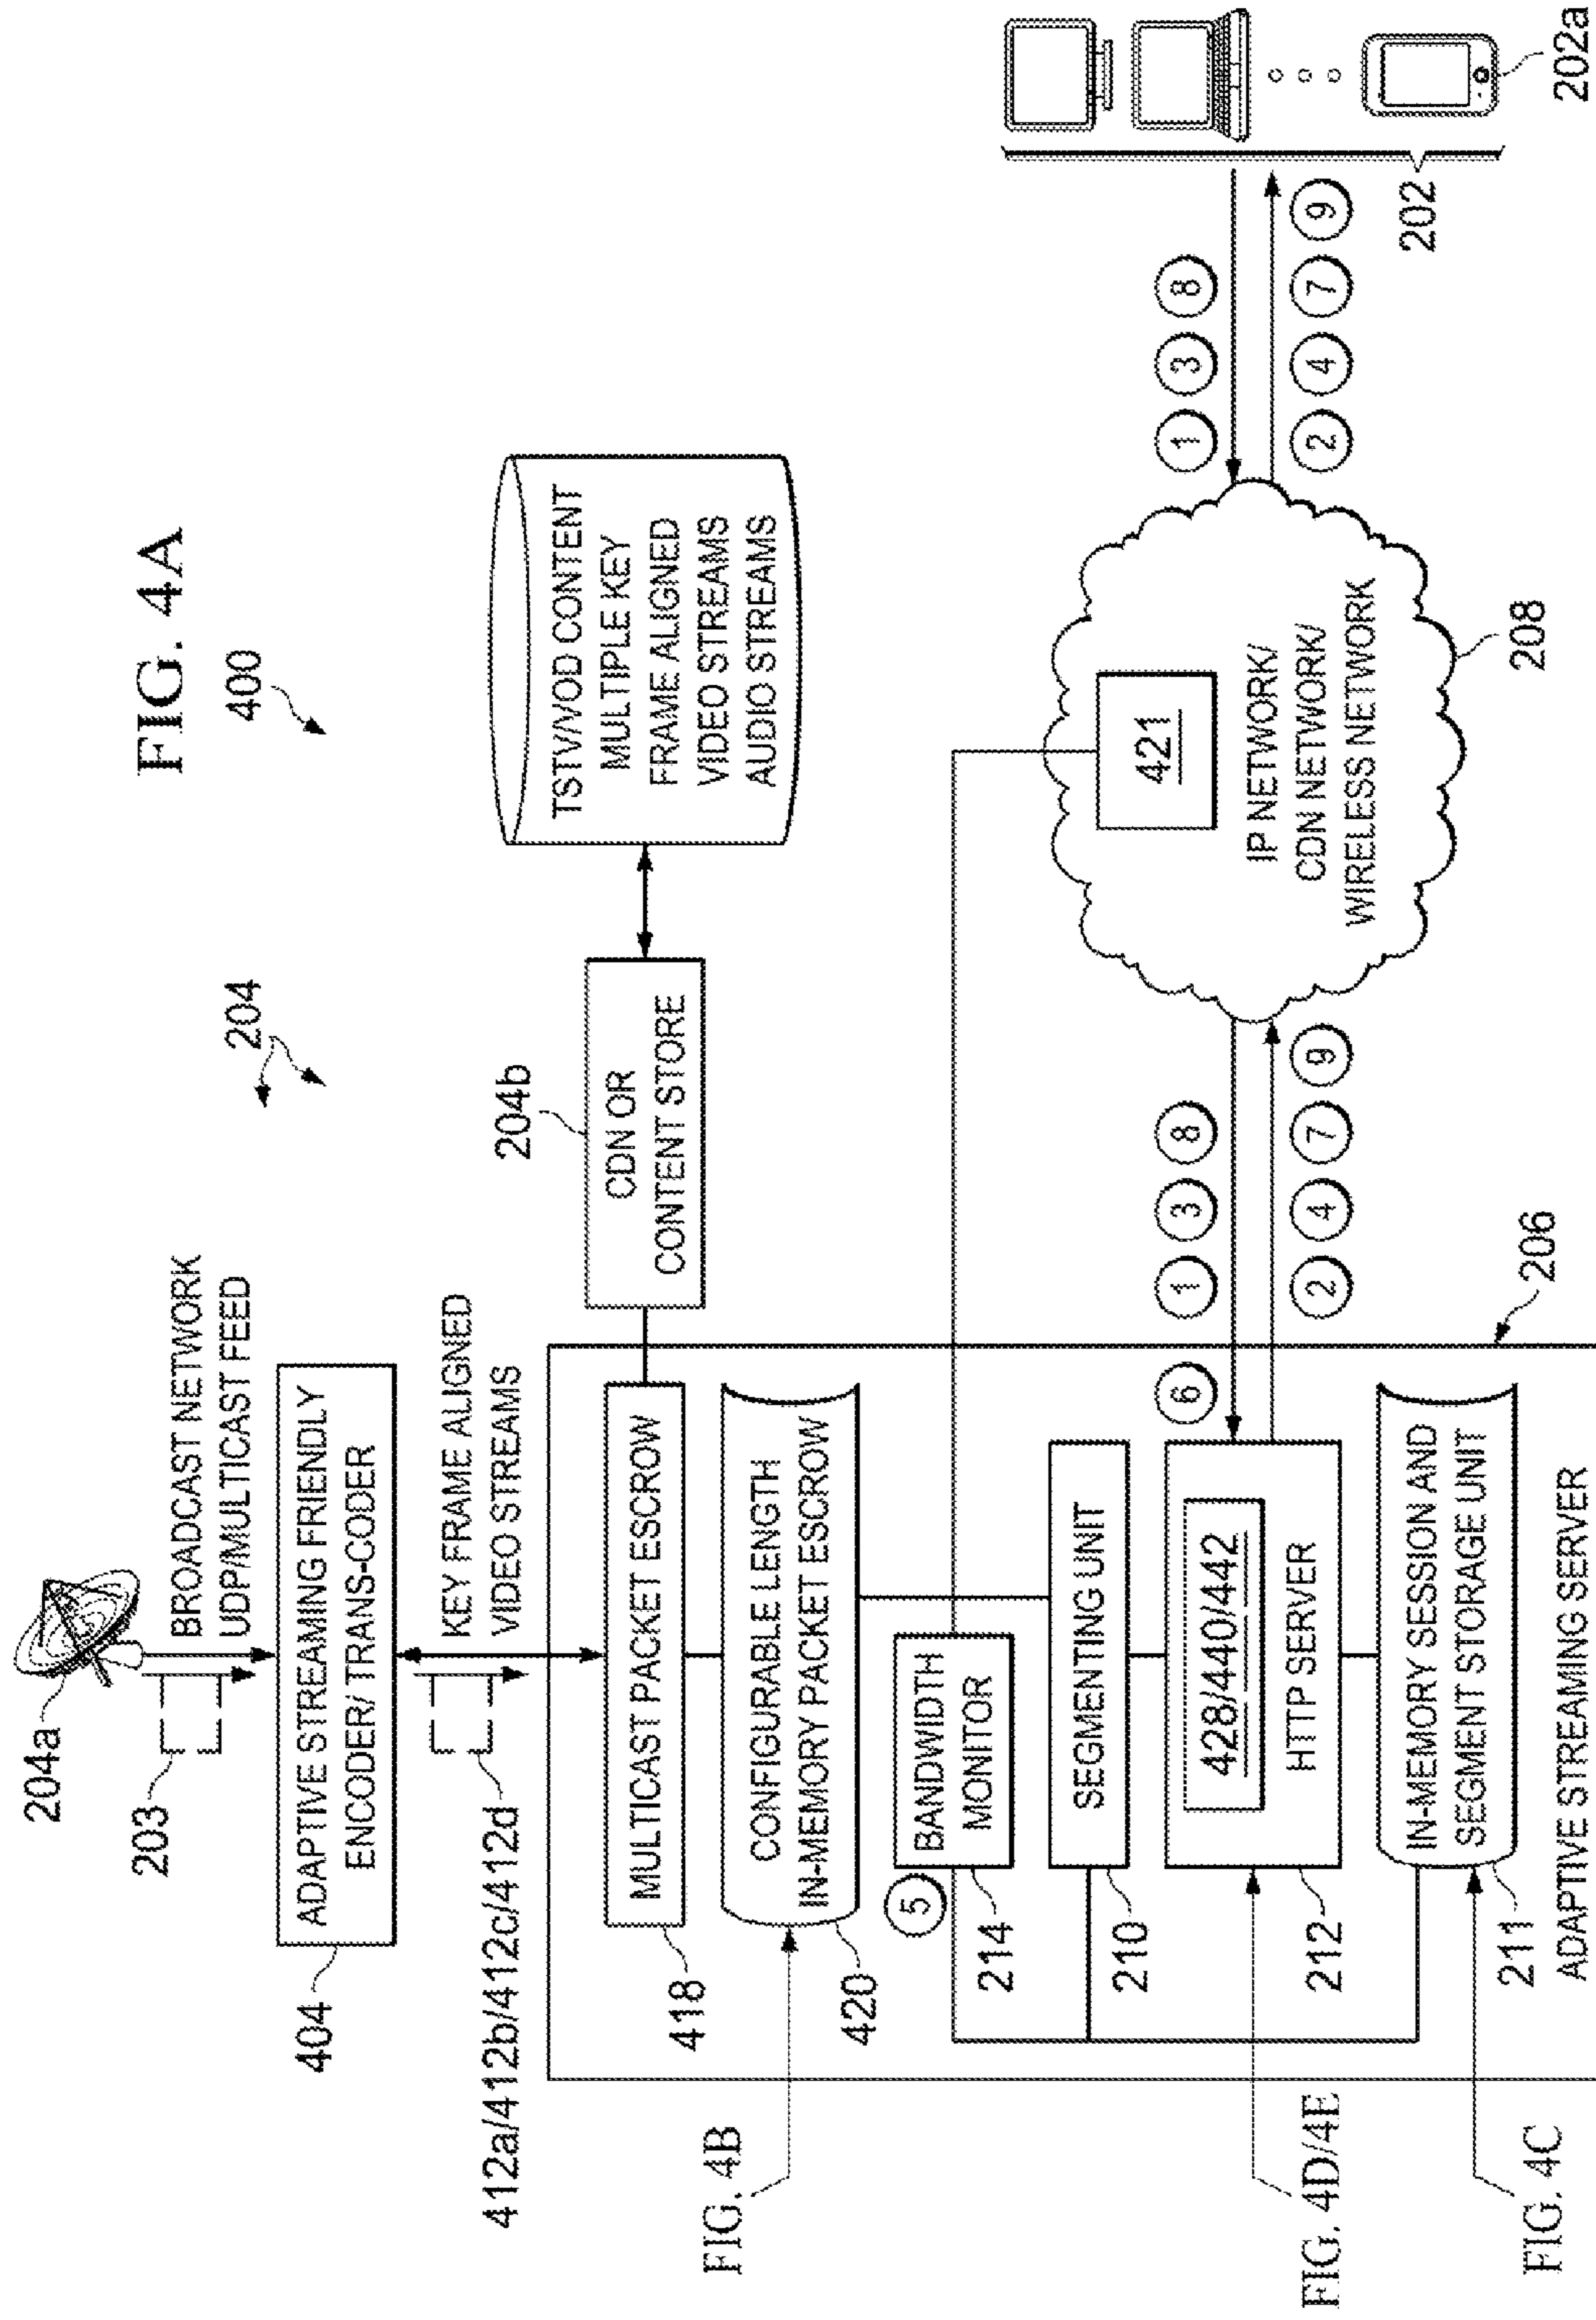 FIG. 4A
400
204
204a
203
BROADCAST NETWORK
UDP/MULTICAST FEED
404
ADAPTIVE STREAMING FRIENDLY
ENCODER/ TRANS-CODER
412a/412b/412c/412d
KEY FRAME ALIGNED
VIDEO STREAMS
204b
CDN OR
CONTENT STORE
TSTV/VOD CONTENT
MULTIPLE KEY
FRAME ALIGNED
VIDEO STREAMS
AUDIO STREAMS
418
MULTICAST PACKET ESCROW
FIG. 4B
420
CONFIGURABLE LENGTH
IN-MEMORY PACKET ESCROW
5
214
BANDWIDTH
MONITOR
210
SEGMENTING UNIT
FIG. 4D/4E
212
428/440/442
HTTP SERVER
6
FIG. 4C
211
IN-MEMORY SESSION AND
SEGMENT STORAGE UNIT
ADAPTIVE STREAMING SERVER
206
1 3 8
2 4 7 9
421
IP NETWORK/
CDN NETWORK/
WIRELESS NETWORK
208
1 3 8
2 4 7 9
202
202a